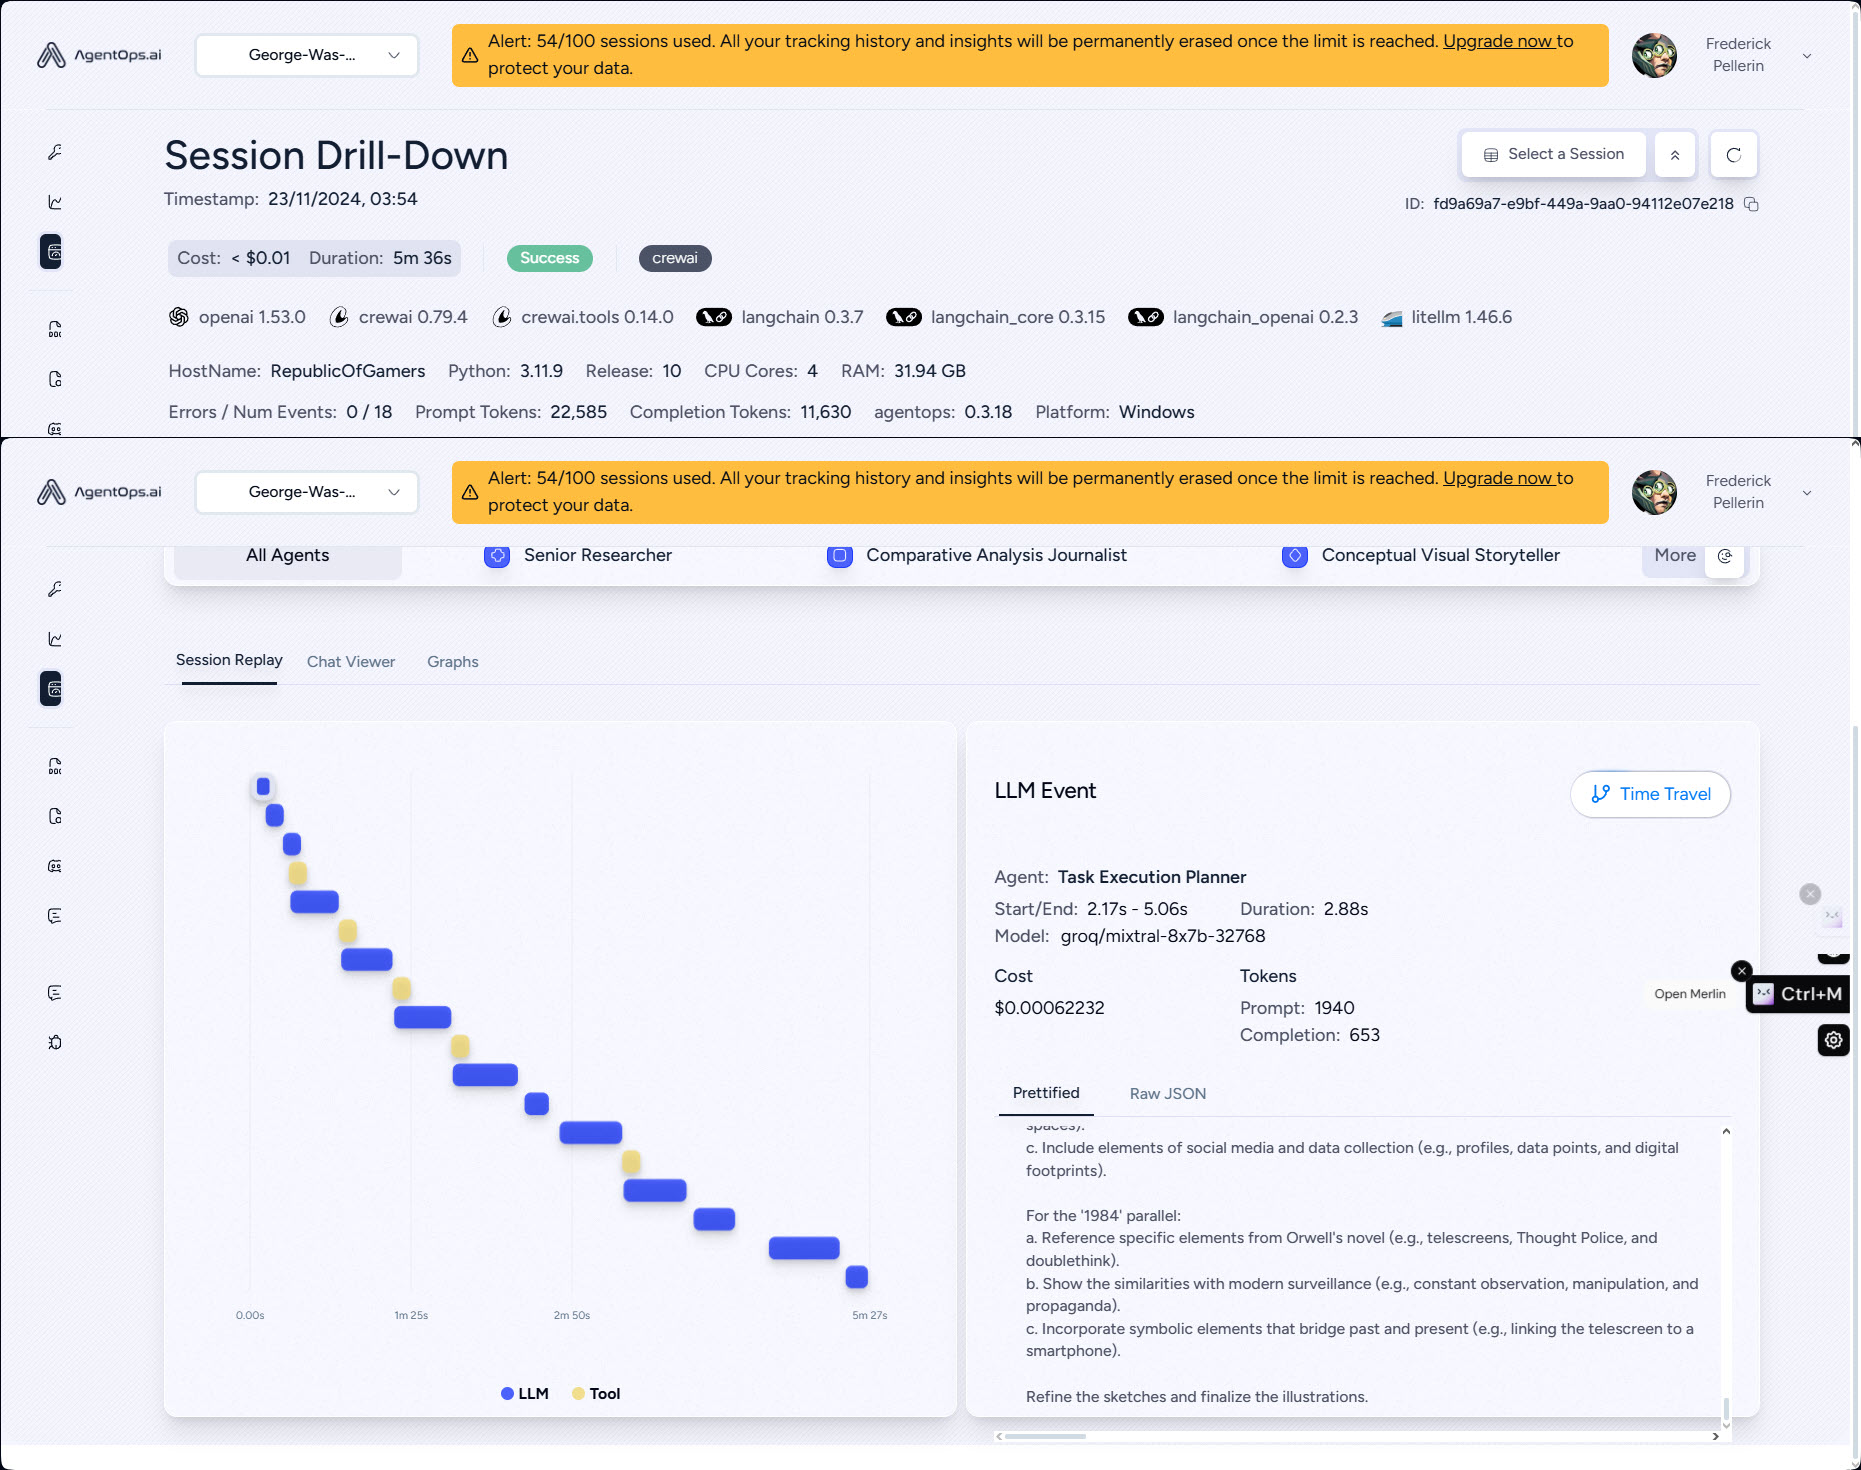 AgentOps.ai
George-Was-...
Alert: 54/100 sessions used. All your tracking history and insights will be permanently erased once the limit is reached. Upgrade now to
protect your data.
Frederick
Pellerin
Session Drill-Down
Select a Session
Timestamp: 23/11/2024, 03:54
ID: fd9a69a7-e9bf-449a-9aa0-94112e07e218
Cost: < $0.01 Duration: 5m 36s
Success
crewai
openai 1.53.0 crewai 0.79.4 crewai.tools 0.14.0 langchain 0.3.7 langchain_core 0.3.15 langchain_openai 0.2.3 litellm 1.46.6
HostName: RepublicOfGamers Python: 3.11.9 Release: 10 CPU Cores: 4 RAM: 31.94 GB
Errors / Num Events: 0 / 18 Prompt Tokens: 22,585 Completion Tokens: 11,630 agentops: 0.3.18 Platform: Windows
AgentOps.ai
George-Was-...
Alert: 54/100 sessions used. All your tracking history and insights will be permanently erased once the limit is reached. Upgrade now to
protect your data.
Frederick
Pellerin
All Agents Senior Researcher Comparative Analysis Journalist Conceptual Visual Storyteller More
Session Replay Chat Viewer Graphs
0.00s 1m 25s 2m 50s 5m 27s
LLM Tool
LLM Event
Time Travel
Agent: Task Execution Planner
Start/End: 2.17s - 5.06s Duration: 2.88s
Model: groq/mixtral-8x7b-32768
Cost Tokens
$0.00062232 Prompt: 1940
Completion: 653
Open Merlin
Ctrl+M
Prettified Raw JSON
spaces).
c. Include elements of social media and data collection (e.g., profiles, data points, and digital
footprints).
For the '1984' parallel:
a. Reference specific elements from Orwell's novel (e.g., telescreens, Thought Police, and
doublethink).
b. Show the similarities with modern surveillance (e.g., constant observation, manipulation, and
propaganda).
c. Incorporate symbolic elements that bridge past and present (e.g., linking the telescreen to a
smartphone).
Refine the sketches and finalize the illustrations.